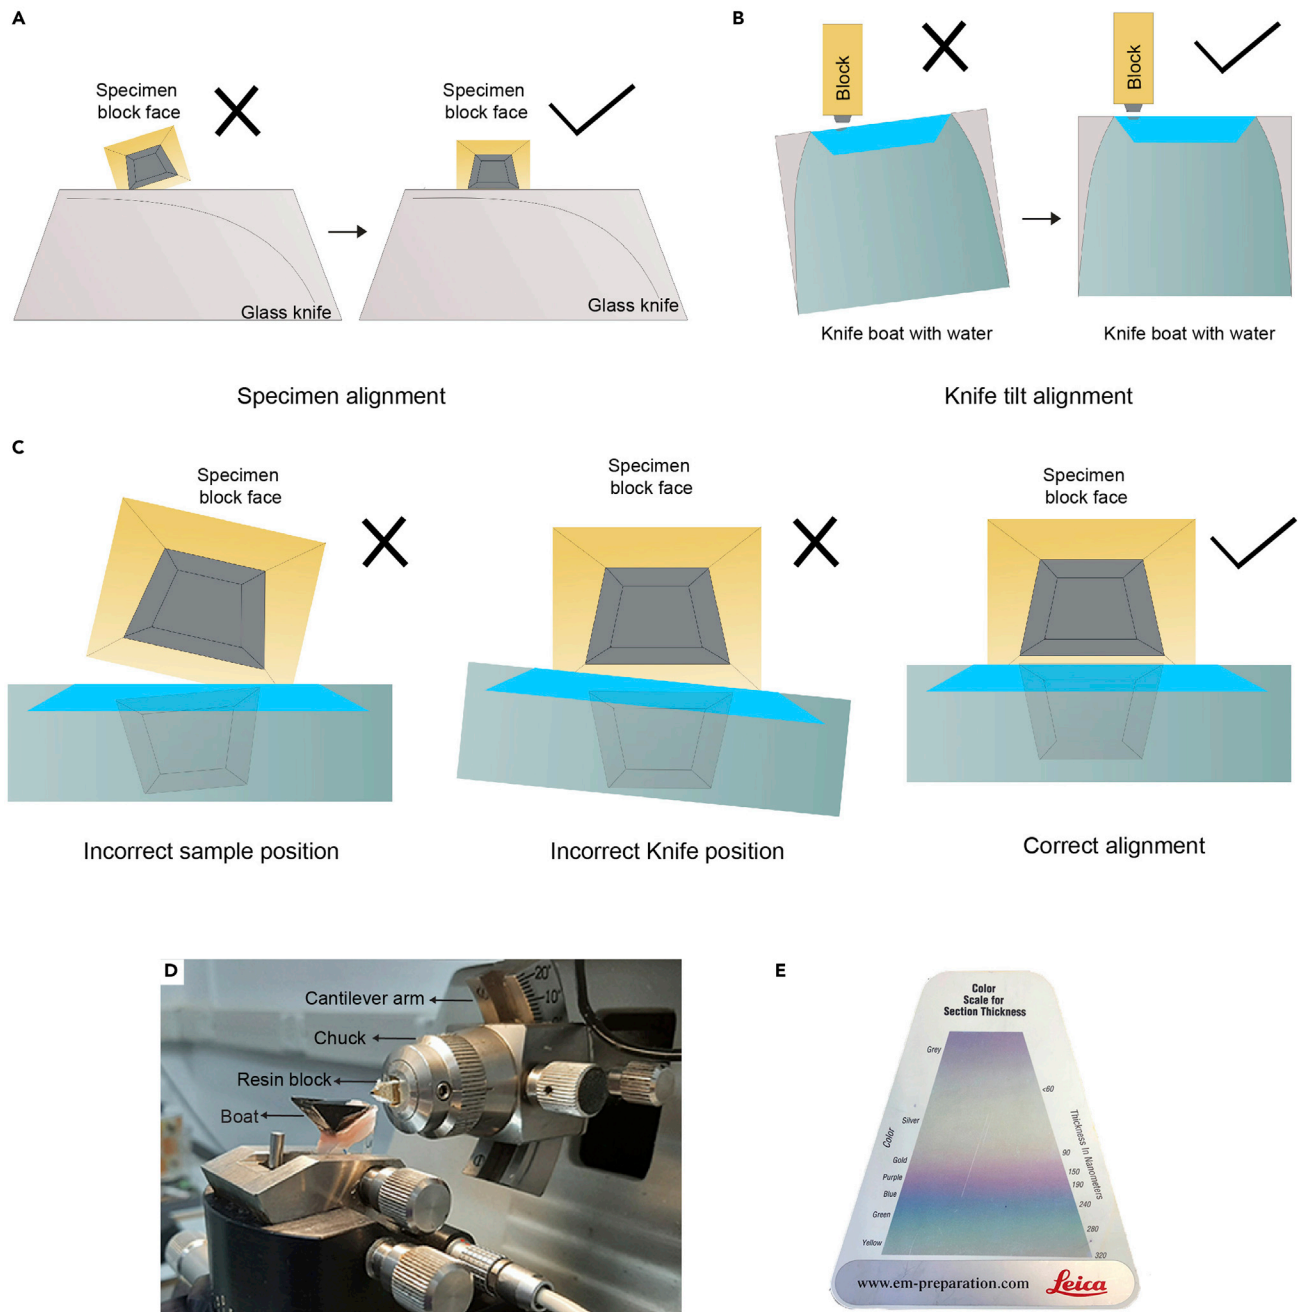 A
Specimen
block face
Specimen
block face
Glass knife
Glass knife
Specimen alignment
B
Block
Block
Knife boat with water
Knife boat with water
Knife tilt alignment
C
Specimen
block face
Specimen
block face
Specimen
block face
Incorrect sample position
Incorrect Knife position
Correct alignment
D
Cantilever arm
Chuck
Resin block
Boat
20°
10°
E
Color
Scale for
Section Thickness
Grey
<60
Silver
Color
Thickness In Nanometers
90
Gold
150
Purple
190
Blue
240
Green
280
Yellow
320
www.em-preparation.com
Leica